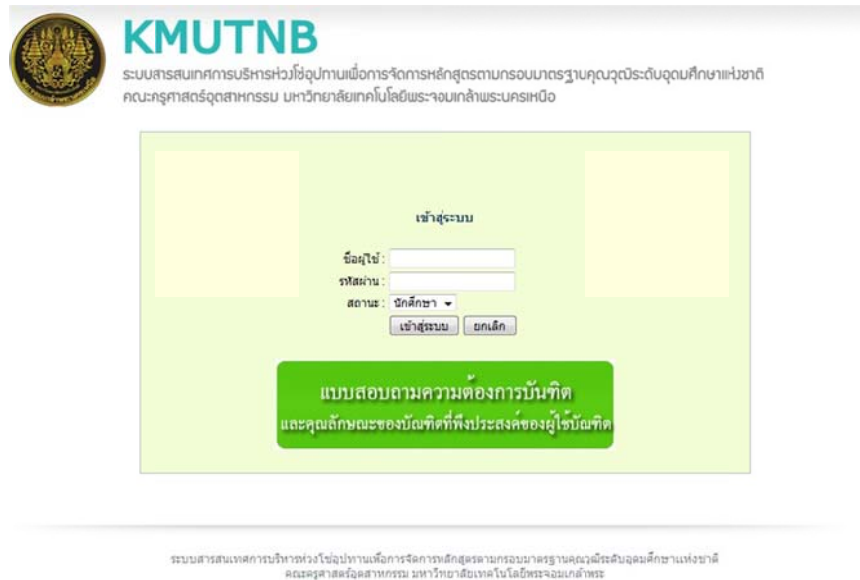 KMUTNB
ระบบสารสนเทศการบริหารห่วงโซ่อุปทานเพื่อการจัดการหลักสูตรตามกรอบมาตรฐานคุณวุฒิระดับอุดมศึกษาแห่งชาติ
คณะครุศาสตร์อุตสาหกรรม มหาวิทยาลัยเทคโนโลยีพระจอมเกล้าพระนครเหนือ
เข้าสู่ระบบ
ชื่อผู้ใช้ :
รหัสผ่าน :
สถานะ : นักศึกษา
เข้าสู่ระบบ ยกเลิก
แบบสอบถามความต้องการบันฑิต
และคุณลักษณะของบัณฑิตที่พึงประสงค์ของผู้ใช้บัณฑิต
ระบบสารสนเทศการบริหารห่วงโซ่อุปทานเพื่อการจัดการหลักสูตรตามกรอบมาตรฐานคุณวุฒิระดับอุดมศึกษาแห่งชาติ
คณะครุศาสตร์อุตสาหกรรม มหาวิทยาลัยเทคโนโลยีพระจอมเกล้าพระ